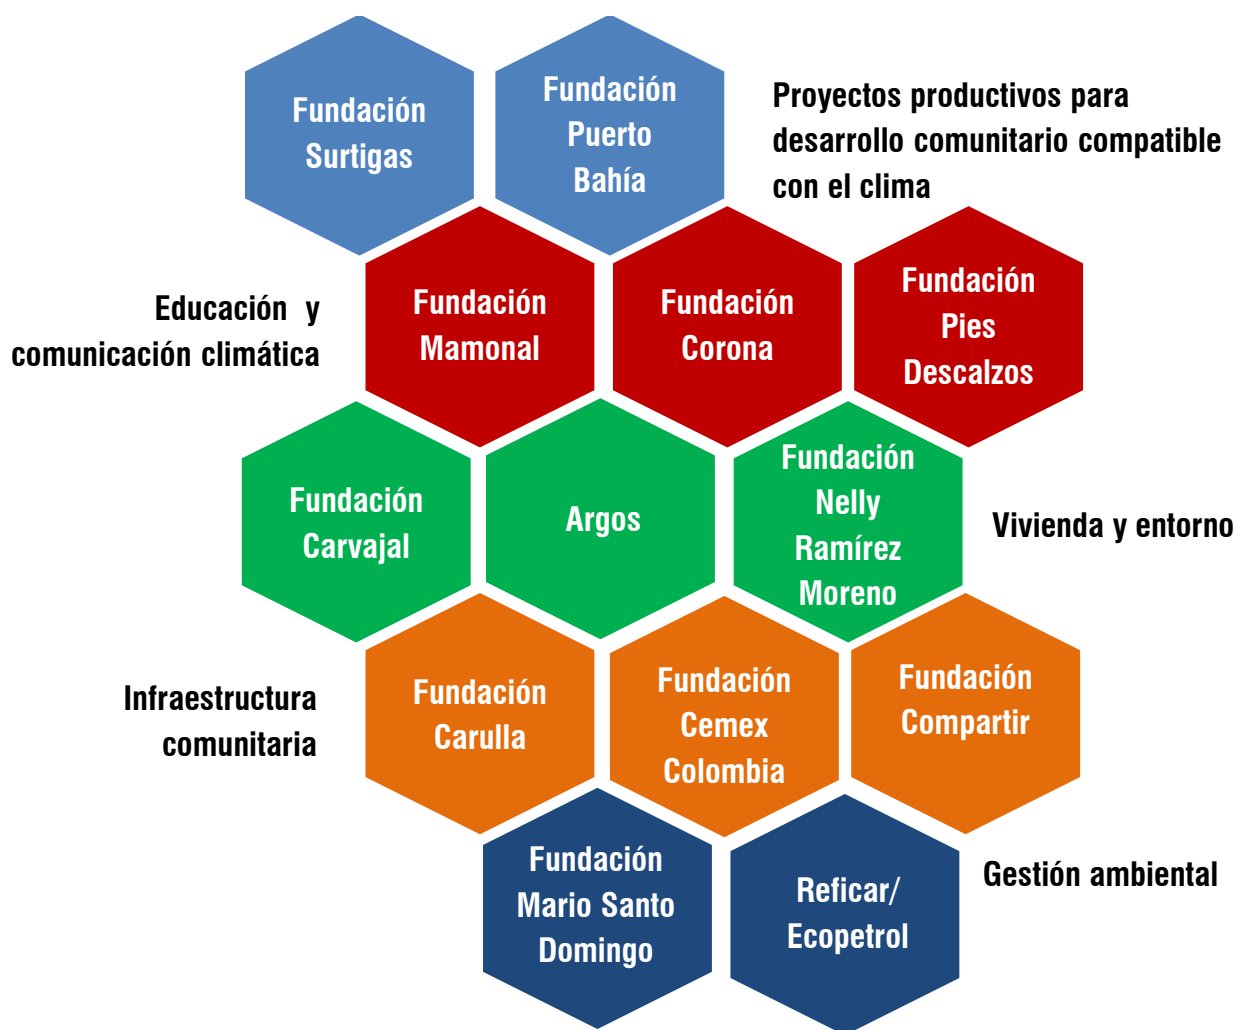 Fundación
Surtigas
Fundación
Puerto
Bahía
Proyectos productivos para
desarrollo comunitario compatible
con el clima
Educación y
comunicación climática
Fundación
Mamonal
Fundación
Corona
Fundación
Pies
Descalzos
Fundación
Carvajal
Argos
Fundación
Nelly
Ramírez
Moreno
Vivienda y entorno
Infraestructura
comunitaria
Fundación
Carulla
Fundación
Cemex
Colombia
Fundación
Compartir
Fundación
Mario Santo
Domingo
Reficar/
Ecopetrol
Gestión ambiental